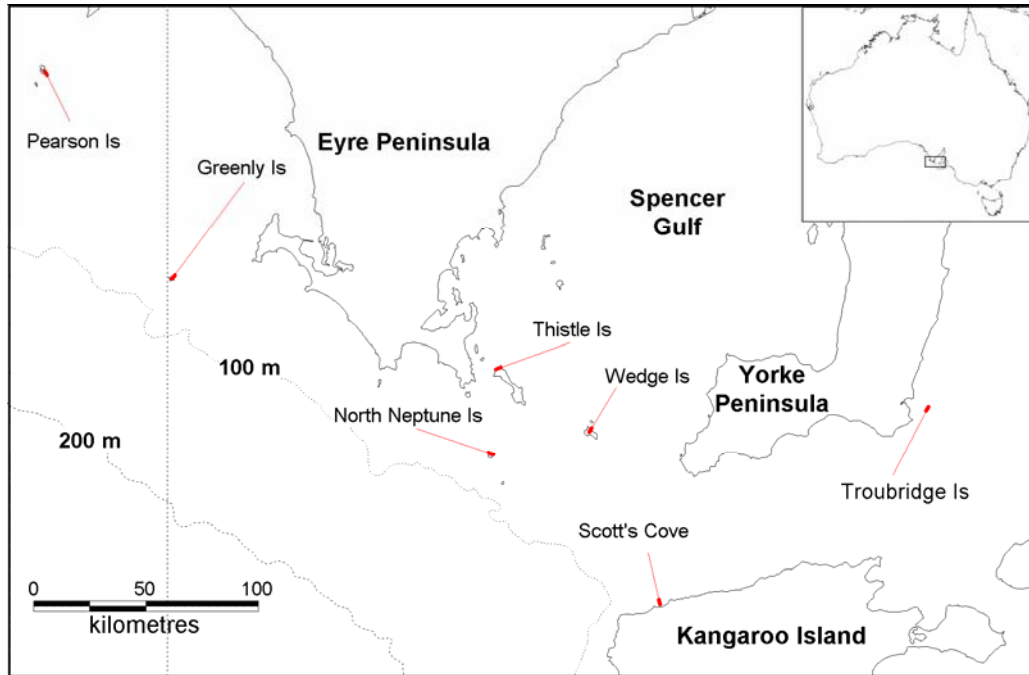 Pearson Is
Eyre Peninsula
Greenly Is
Spencer
Gulf
Thistle Is
100 m
Wedge Is
Yorke
Peninsula
North Neptune Is
200 m
Troubridge Is
Scott's Cove
0 50 100
kilometres
Kangaroo Island